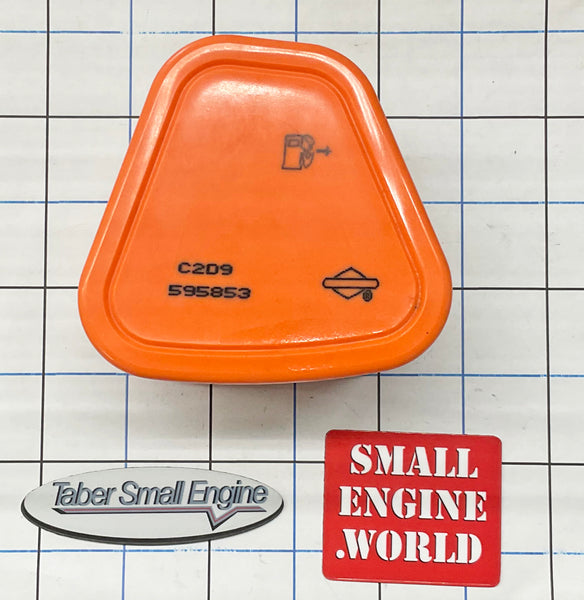 C2D9
595853
®
Taber Small Engine
SMALL
ENGINE
.WORLD